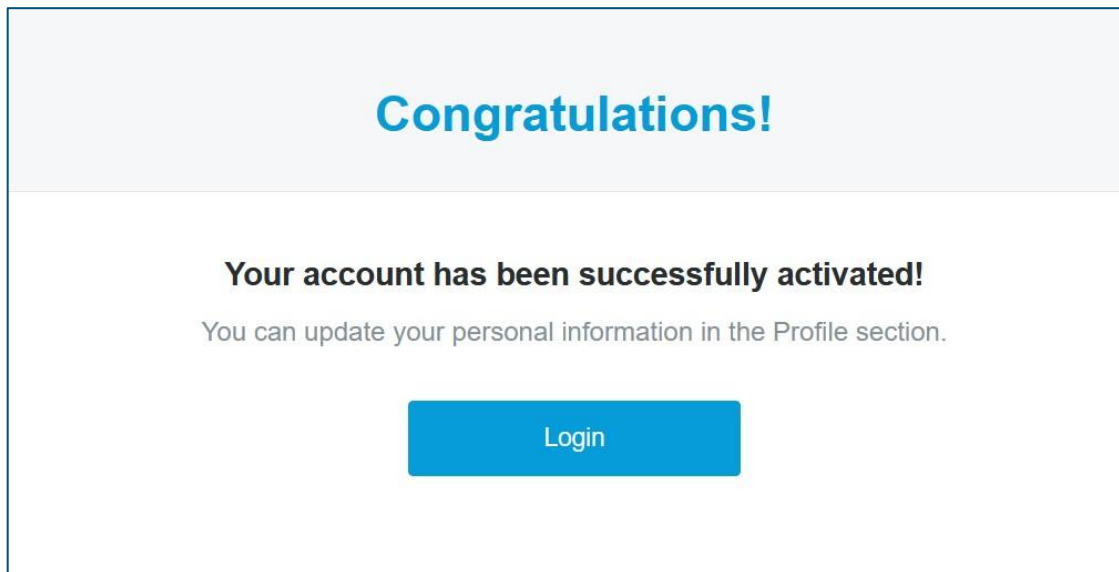 Congratulations!
Your account has been successfully activated!
You can update your personal information in the Profile section.
Login